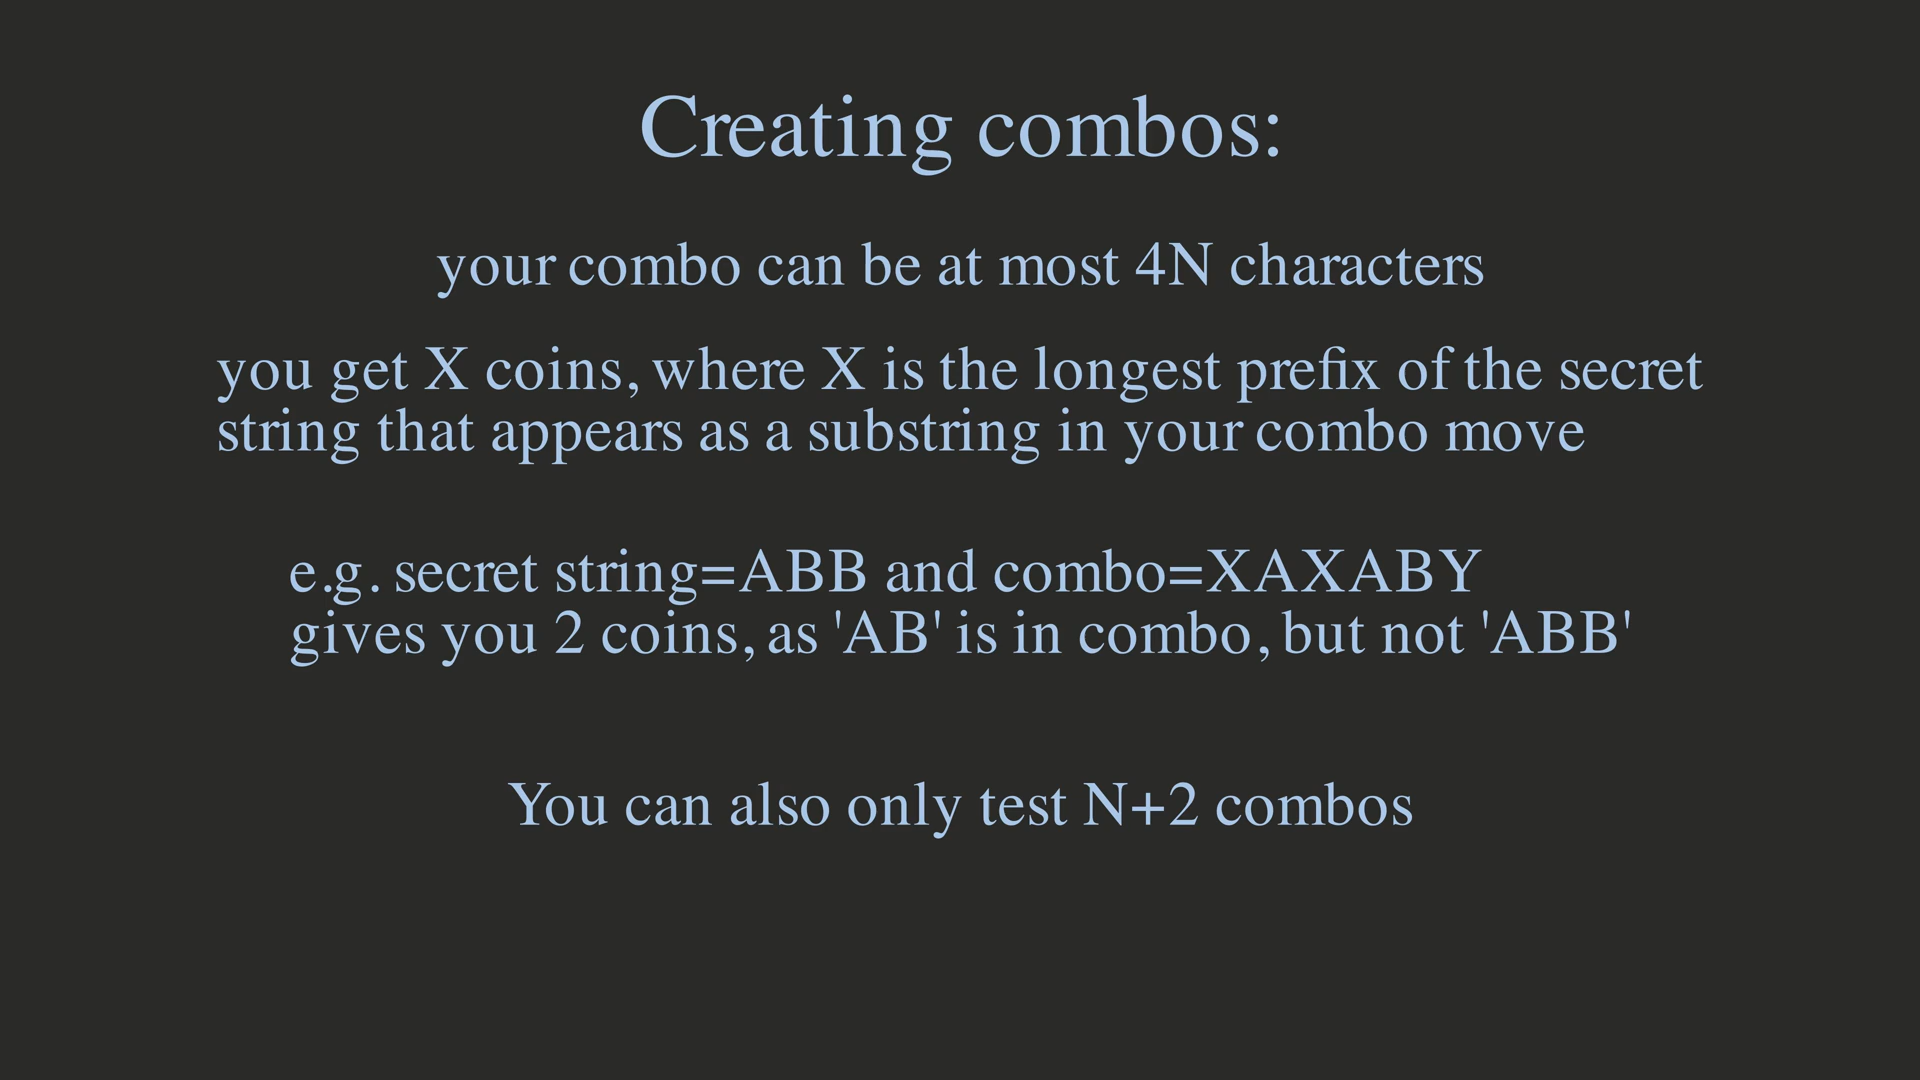 Creating combos:
your combo can be at most 4N characters
you get X coins, where X is the longest prefix of the secret
string that appears as a substring in your combo move
e.g. secret string=ABB and combo=XAXABY
gives you 2 coins, as 'AB' is in combo, but not 'ABB'
You can also only test N+2 combos